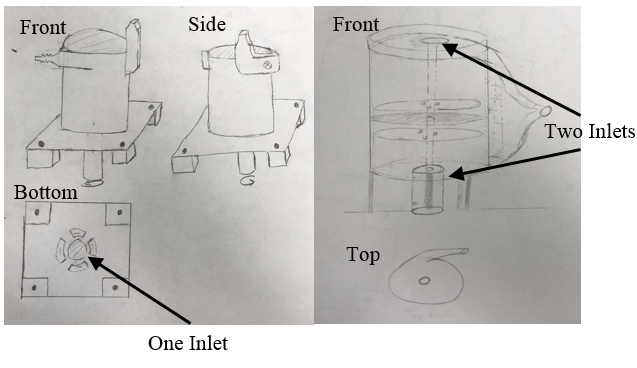 Front
Side
Front
Two Inlets
Bottom
Top
One Inlet